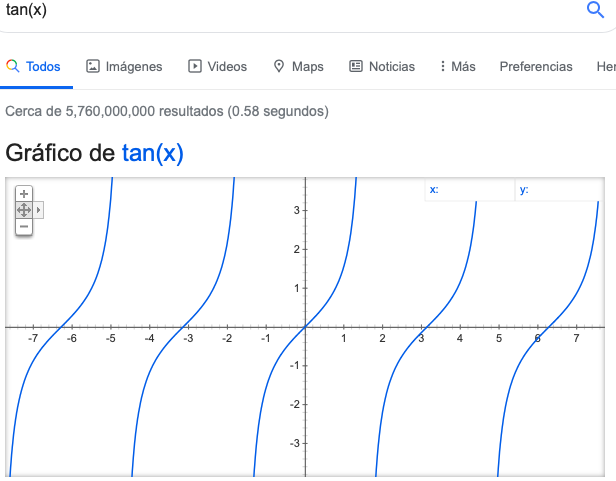 tan(x)
Todos Imágenes Videos Maps Noticias Más Preferencias Her
Cerca de 5,760,000,000 resultados (0.58 segundos)
Gráfico de tan(x)
x: y:
3
2
1
-7 -6 -5 -4 -3 -2 -1 1 2 3 4 5 6 7
-1
-2
-3